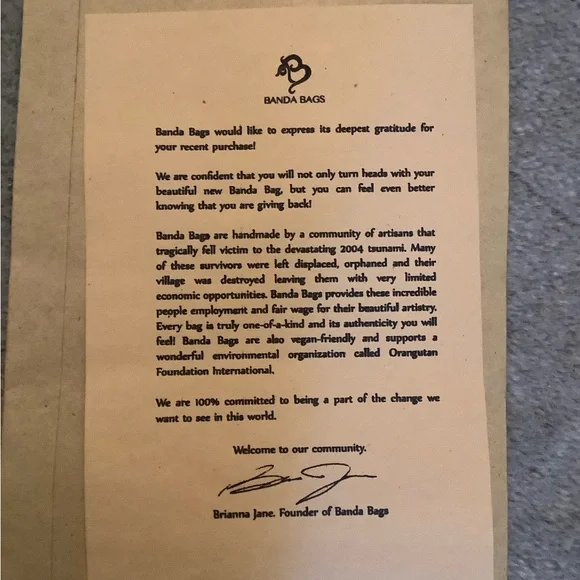 BANDA BAGS
Banda Bags would like to express its deepest gratitude for
your recent purchase!
We are confident that you will not only turn heads with your
beautiful new Banda Bag, but you can feel even better
knowing that you are giving back!
Banda Bags are handmade by a community of artisans that
tragically fell victim to the devastating 2004 tsunami. Many
of these survivors were left displaced, orphaned and their
village was destroyed leaving them with very limited
economic opportunities. Banda Bags provides these incredible
people employment and fair wage for their beautiful artistry.
Every bag is truly one-of-a-kind and its authenticity you will
feel! Banda Bags are also vegan-friendly and supports a
wonderful environmental organization called Orangutan
Foundation International.
We are 100% committed to being a part of the change we
want to see in this world.
Welcome to our community.
Brianna Jane. Founder of Banda Bags